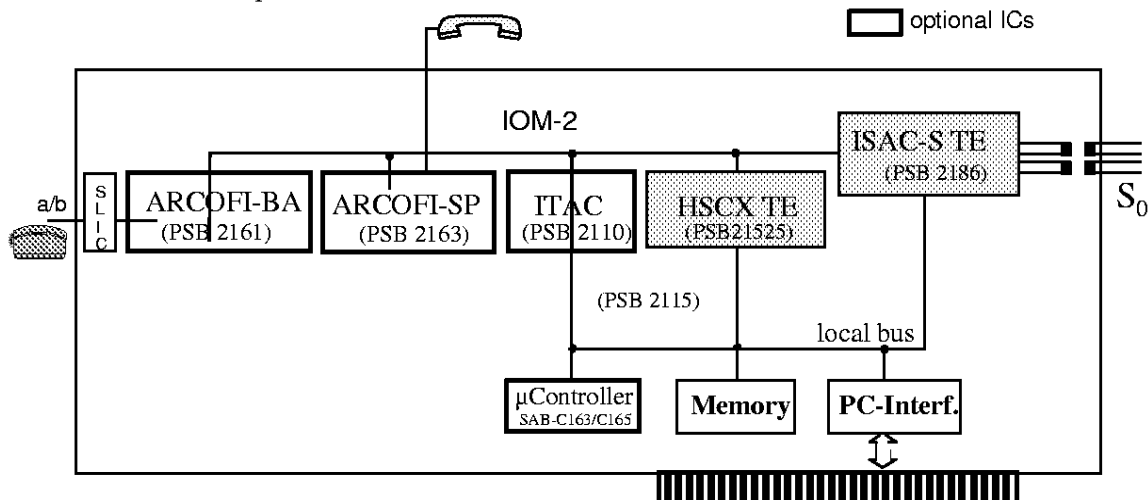 optional ICs
IOM-2
ISAC-S TE
(PSB 2186)
S0
a/b
SLIC
ARCOFI-BA
(PSB 2161)
ARCOFI-SP
(PSB 2163)
ITAC
(PSB 2110)
HSCX TE
(PSB21525)
(PSB 2115)
local bus
µController
SAB-C163/C165
Memory
PC-Interf.